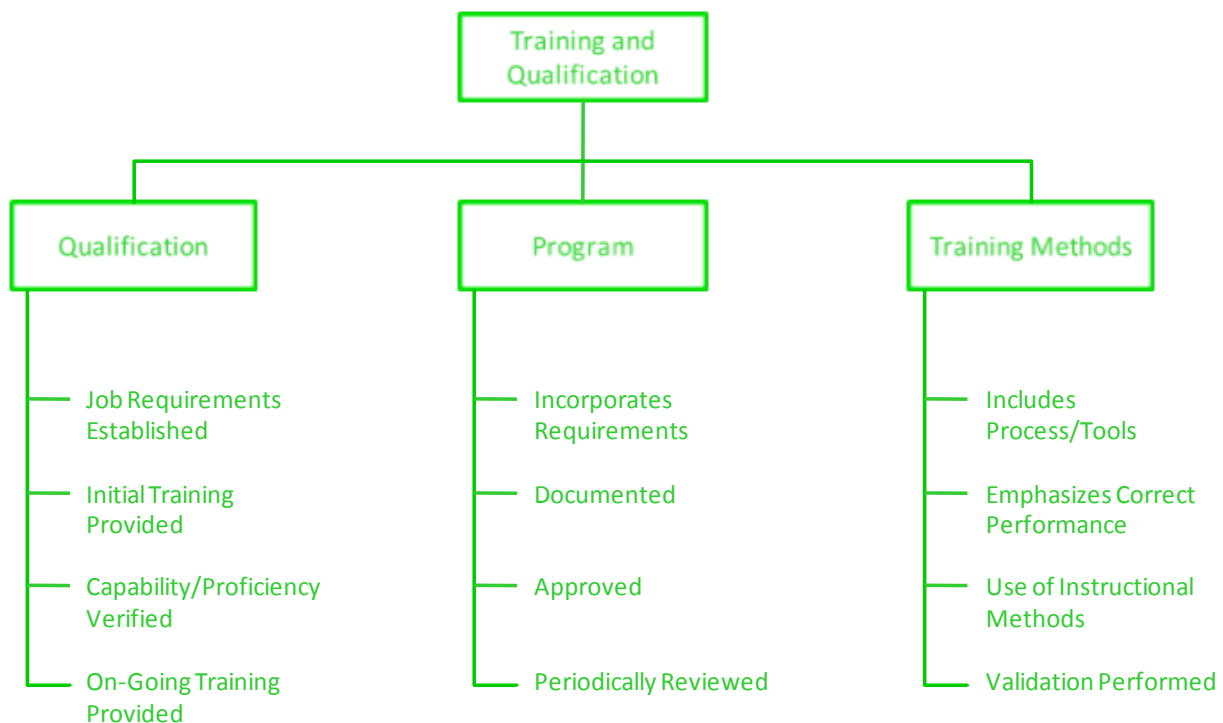 Training and
Qualification
Qualification
Program
Training Methods
Job Requirements
Established
Initial Training
Provided
Capability/Proficiency
Verified
On-Going Training
Provided
Incorporates
Requirements
Documented
Approved
Periodically Reviewed
Includes
Process/Tools
Emphasizes Correct
Performance
Use of Instructional
Methods
Validation Performed